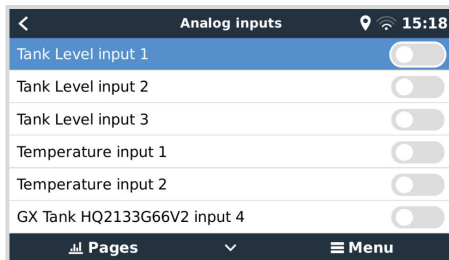 Analog inputs 15:18
Tank Level input 1
Tank Level input 2
Tank Level input 3
Temperature input 1
Temperature input 2
GX Tank HQ2133G66V2 input 4
Pages Menu